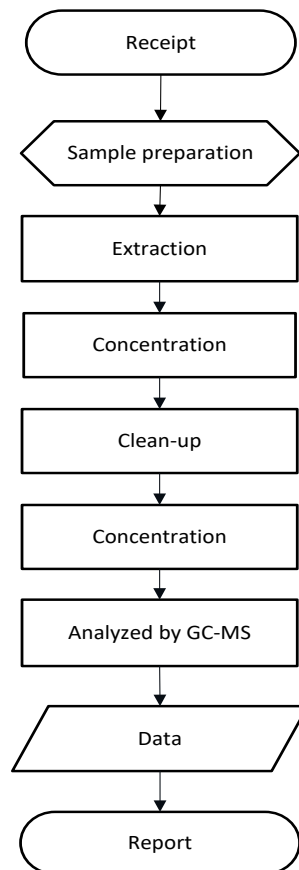 Receipt
Sample preparation
Extraction
Concentration
Clean-up
Concentration
Analyzed by GC-MS
Data
Report